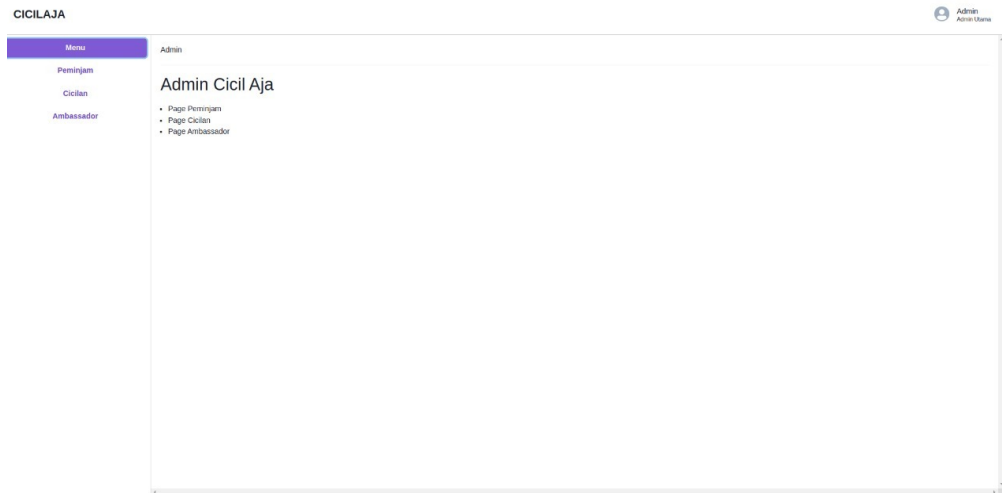 CICILAJA
Admin
Admin Utama
Menu
Peminjam
Cicilan
Ambassador
Admin
Admin Cicil Aja
Page Peminjam
Page Cicilan
Page Ambassador